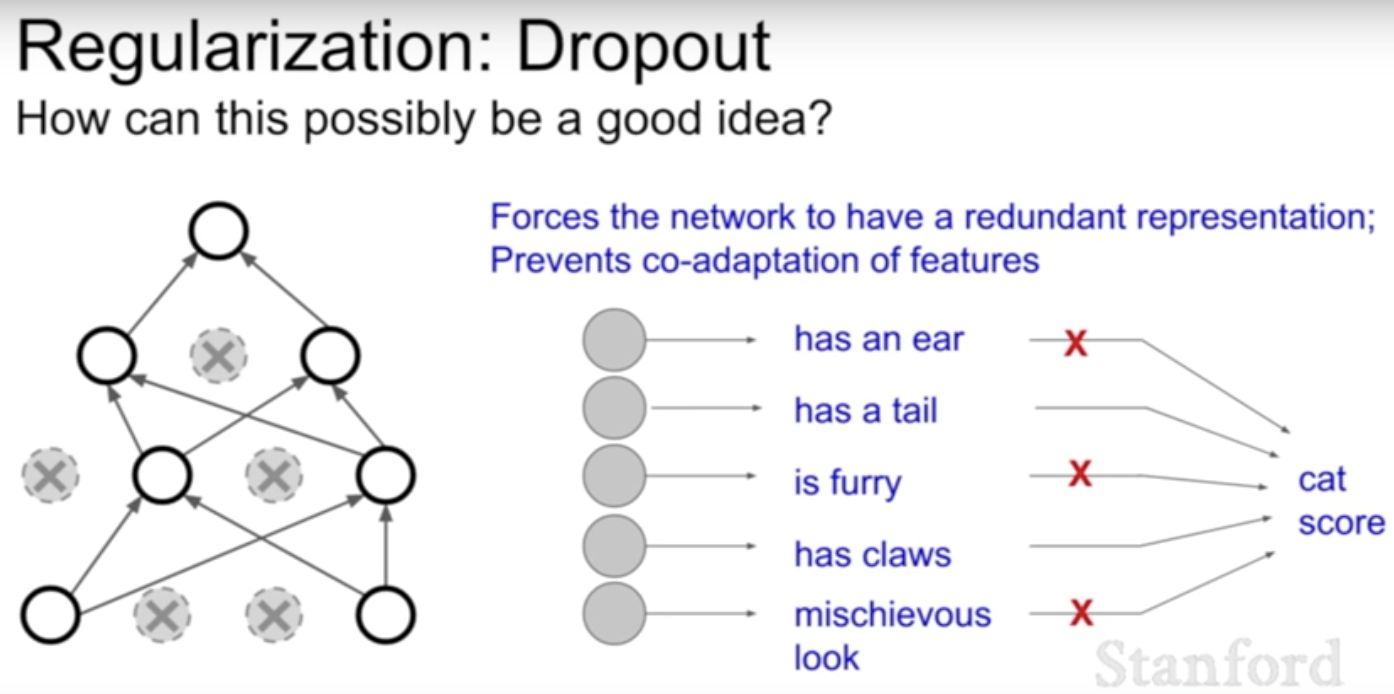 Regularization: Dropout
How can this possibly be a good idea?
Forces the network to have a redundant representation;
Prevents co-adaptation of features
has an ear
X
has a tail
is furry
X
cat
score
has claws
mischievous
look
X
Stanford